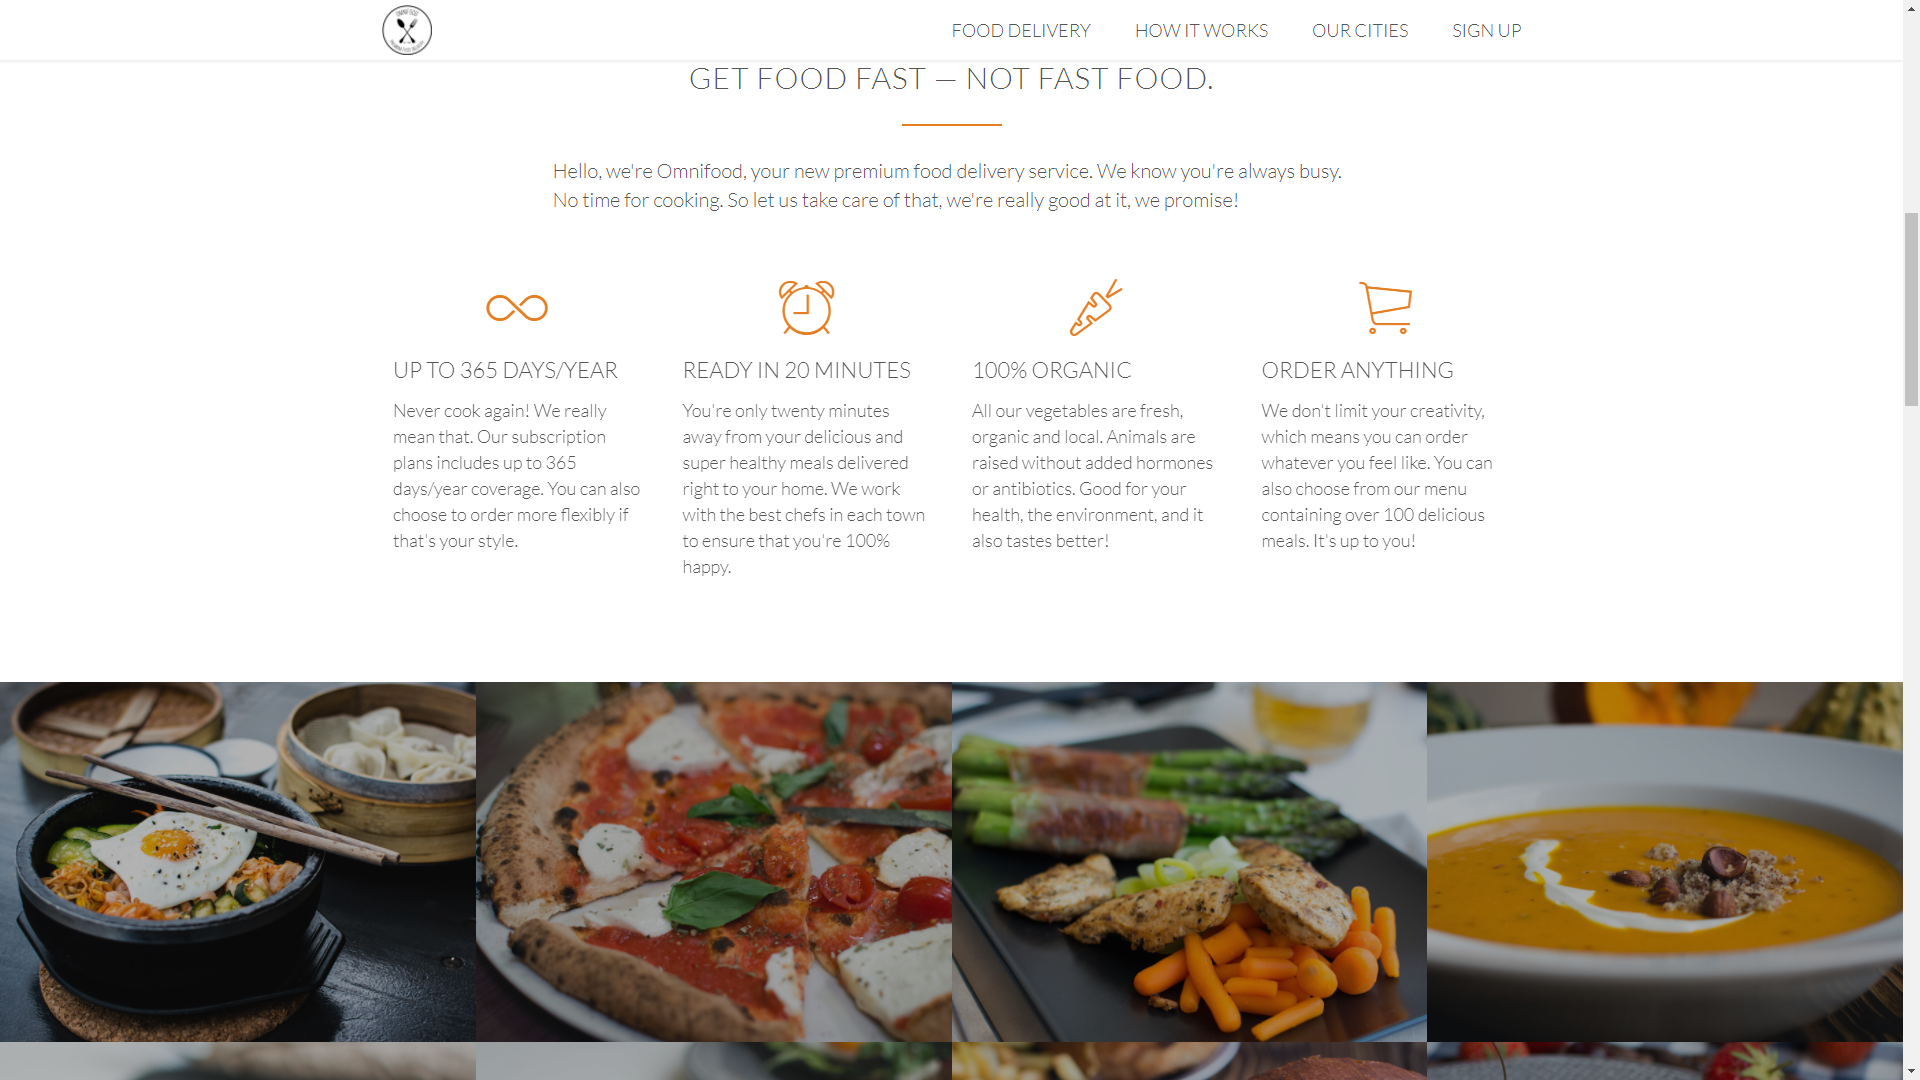 FOOD DELIVERY HOW IT WORKS OUR CITIES SIGN UP
GET FOOD FAST — NOT FAST FOOD.
Hello, we're Omnifood, your new premium food delivery service. We know you're always busy.
No time for cooking. So let us take care of that, we're really good at it, we promise!
UP TO 365 DAYS/YEAR
Never cook again! We really
mean that. Our subscription
plans includes up to 365
days/year coverage. You can also
choose to order more flexibly if
that's your style.
READY IN 20 MINUTES
You're only twenty minutes
away from your delicious and
super healthy meals delivered
right to your home. We work
with the best chefs in each town
to ensure that you're 100%
happy.
100% ORGANIC
All our vegetables are fresh,
organic and local. Animals are
raised without added hormones
or antibiotics. Good for your
health, the environment, and it
also tastes better!
ORDER ANYTHING
We don't limit your creativity,
which means you can order
whatever you feel like. You can
also choose from our menu
containing over 100 delicious
meals. It's up to you!